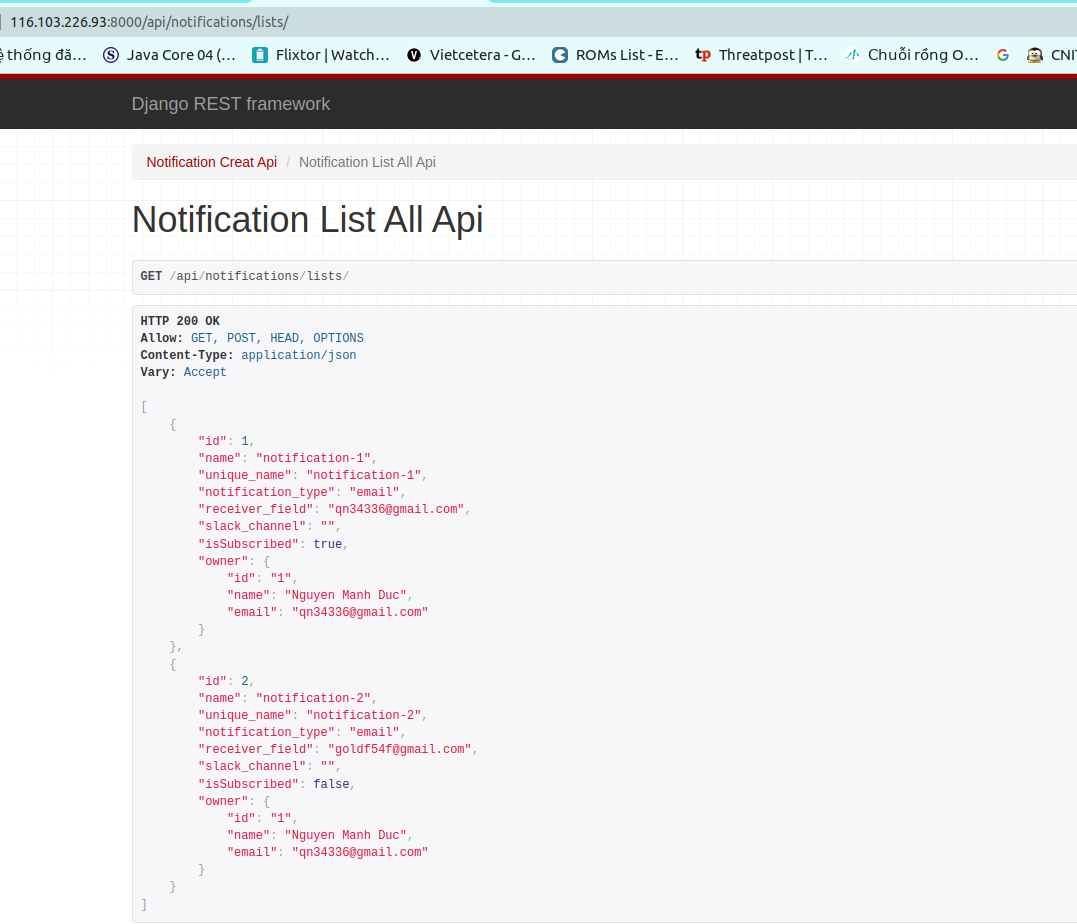 116.103.226.93:8000/api/notifications/lists/
ệ thống đă... Java Core 04 (... Flixtor | Watch... Vietcetera - G... ROMs List - E... tp Threatpost | T... Chuỗi rồng O... CNIT
Django REST framework
Notification Creat Api / Notification List All Api
Notification List All Api
GET /api/notifications/lists/
HTTP 200 OK
Allow: GET, POST, HEAD, OPTIONS
Content-Type: application/json
Vary: Accept
[
    {
        "id": 1,
        "name": "notification-1",
        "unique_name": "notification-1",
        "notification_type": "email",
        "receiver_field": "qn34336@gmail.com",
        "slack_channel": "",
        "isSubscribed": true,
        "owner": {
            "id": "1",
            "name": "Nguyen Manh Duc",
            "email": "qn34336@gmail.com"
        }
    },
    {
        "id": 2,
        "name": "notification-2",
        "unique_name": "notification-2",
        "notification_type": "email",
        "receiver_field": "goldf54f@gmail.com",
        "slack_channel": "",
        "isSubscribed": false,
        "owner": {
            "id": "1",
            "name": "Nguyen Manh Duc",
            "email": "qn34336@gmail.com"
        }
    }
]